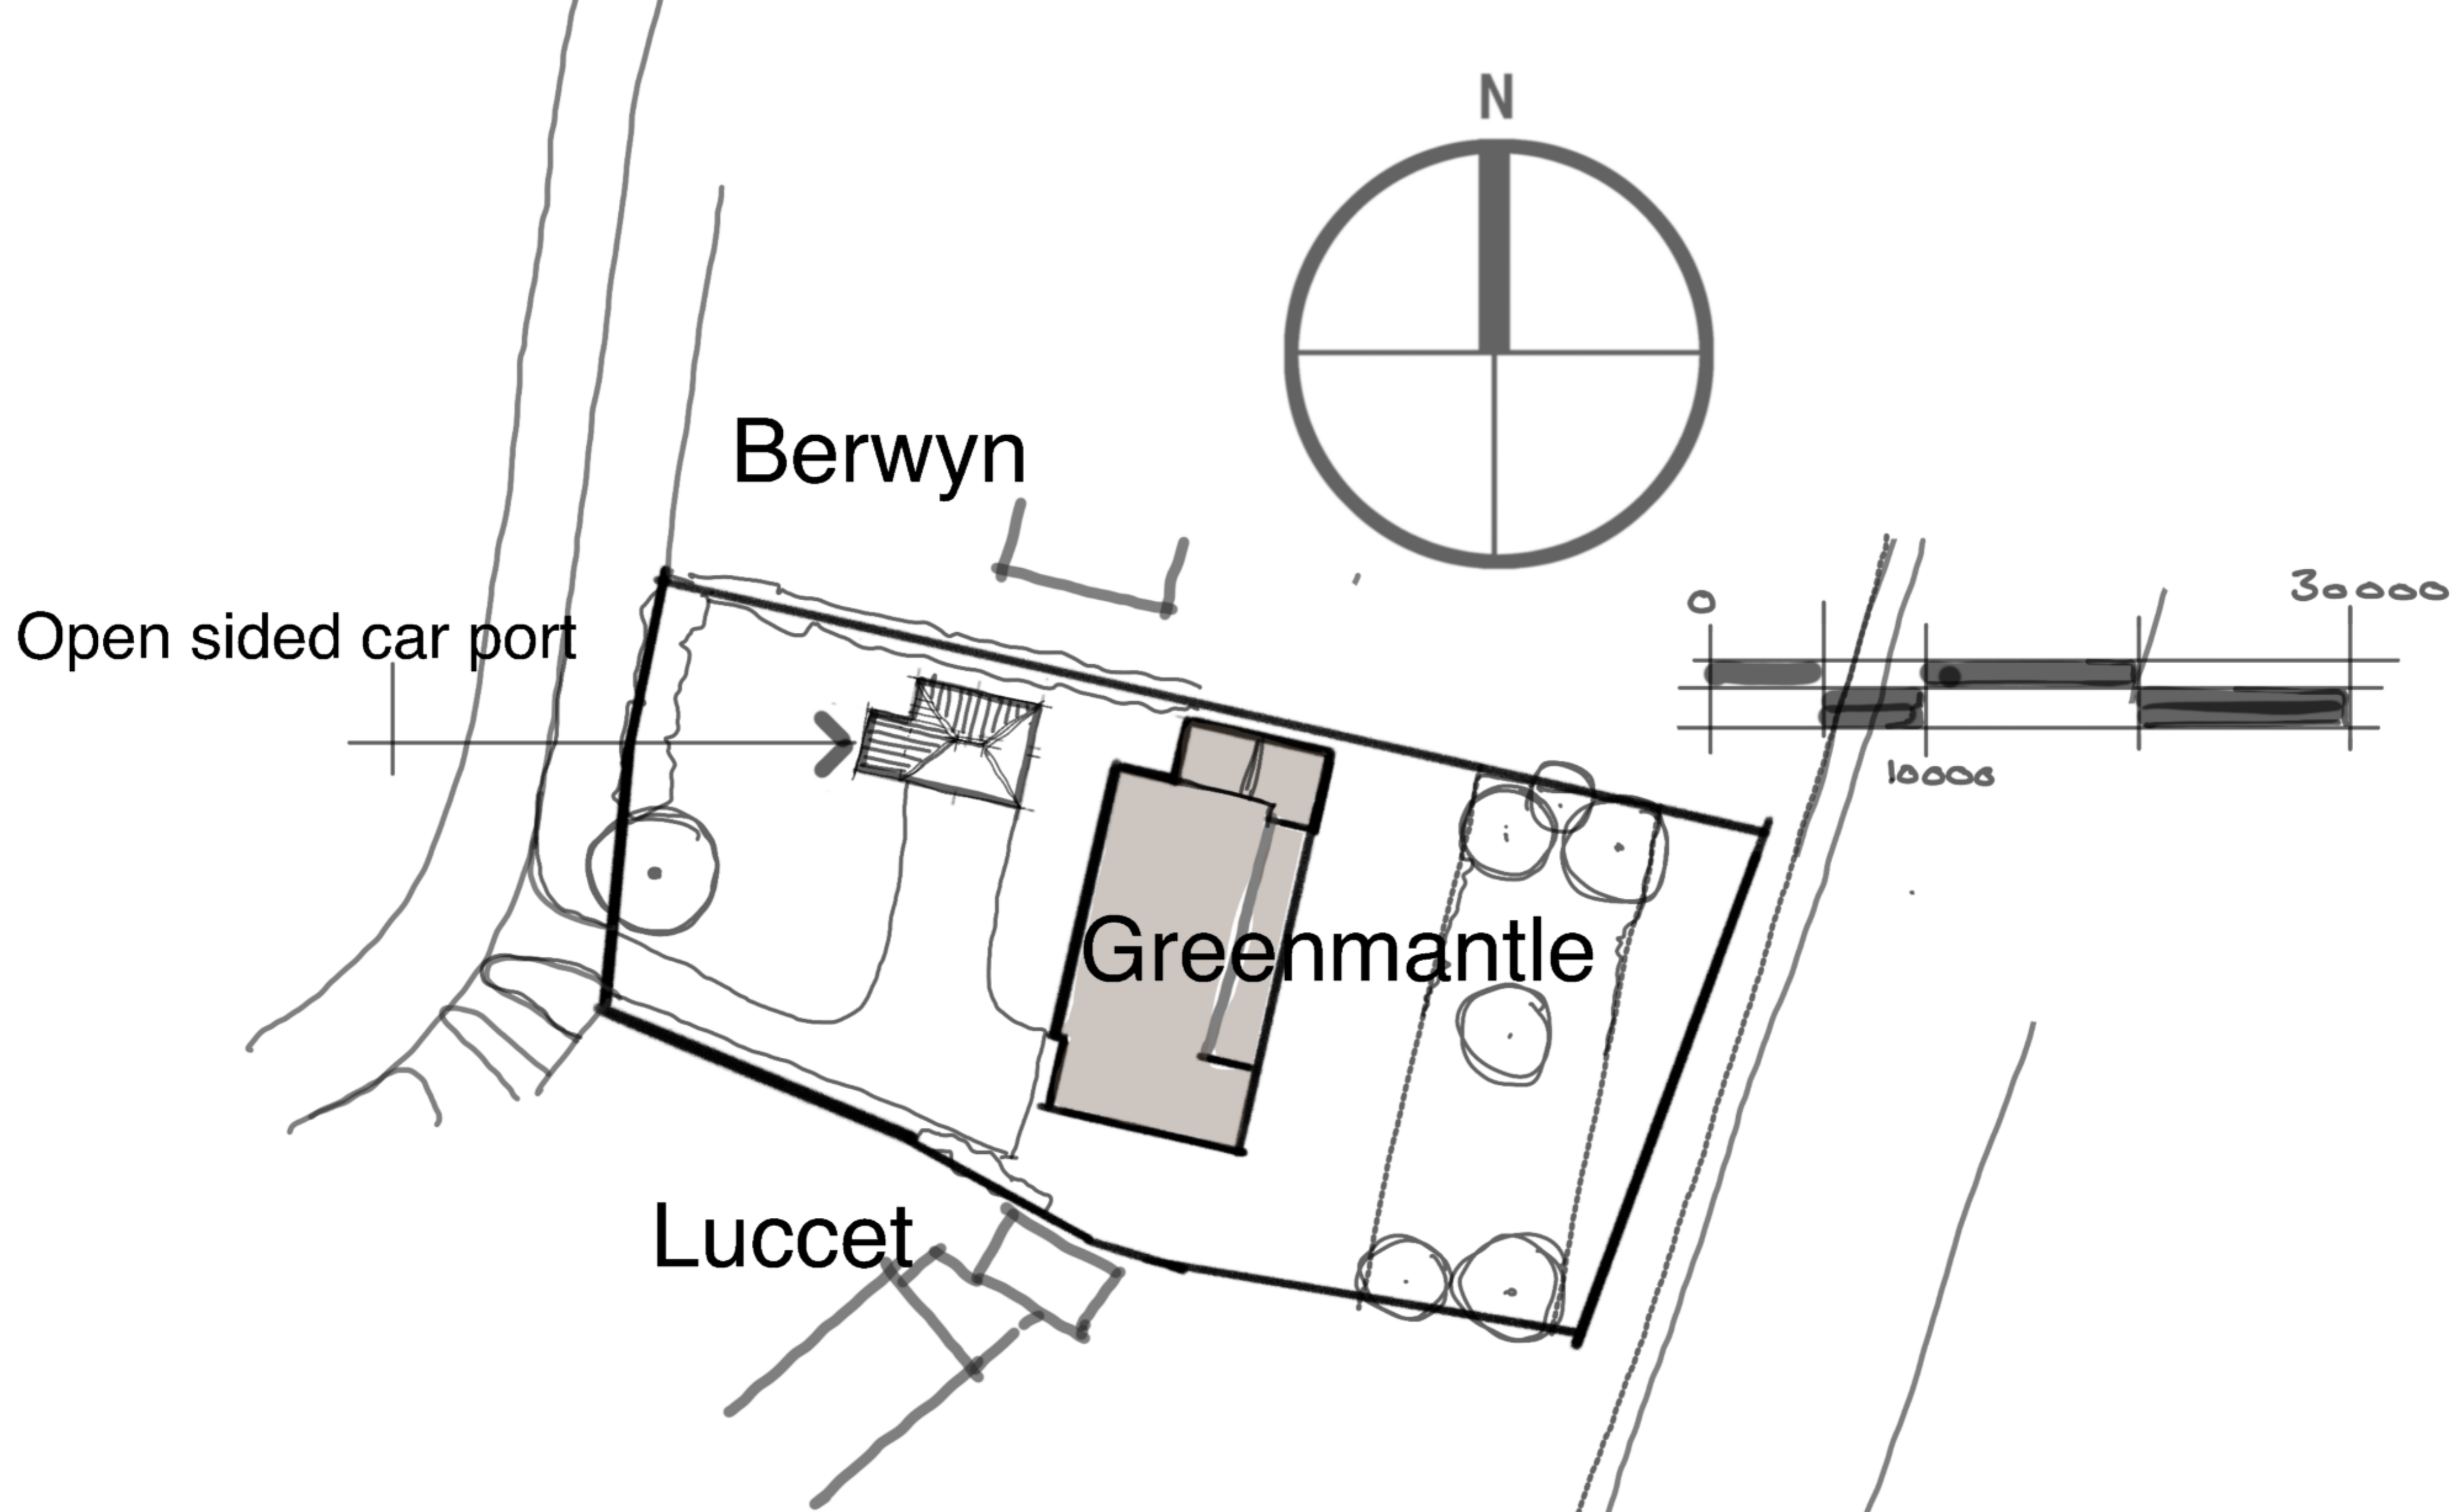 N
Berwyn
Open sided car port
0
30000
10000
Greenmantle
Luccet